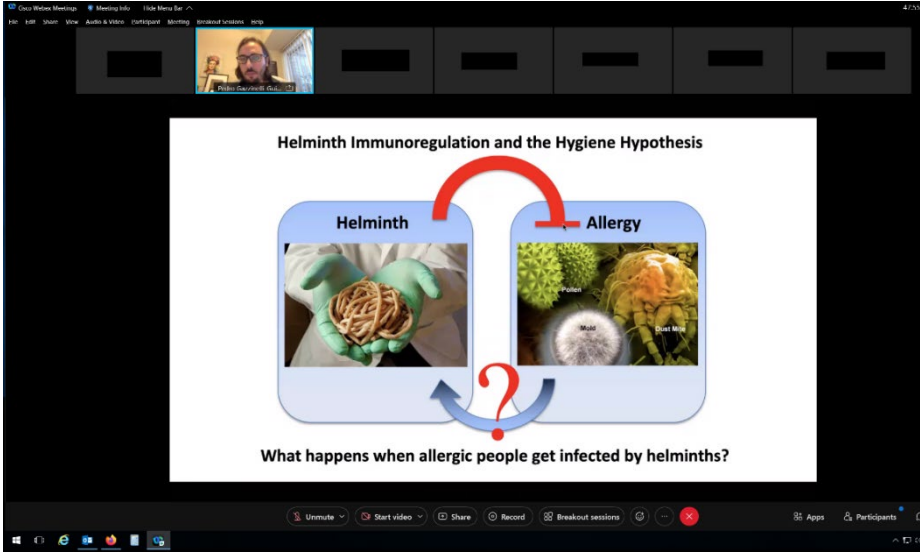 Cisco Webex Meetings Meeting Info Hide Menu Bar
File Edit Share View Audio & Video Participant Meeting Breakout Sessions Help
Helminth Immunoregulation and the Hygiene Hypothesis
Helminth
Allergy
Pollen
Mold
Dust Mite
?
What happens when allergic people get infected by helminths?
Unmute Start video Share Record Breakout sessions Apps Participants